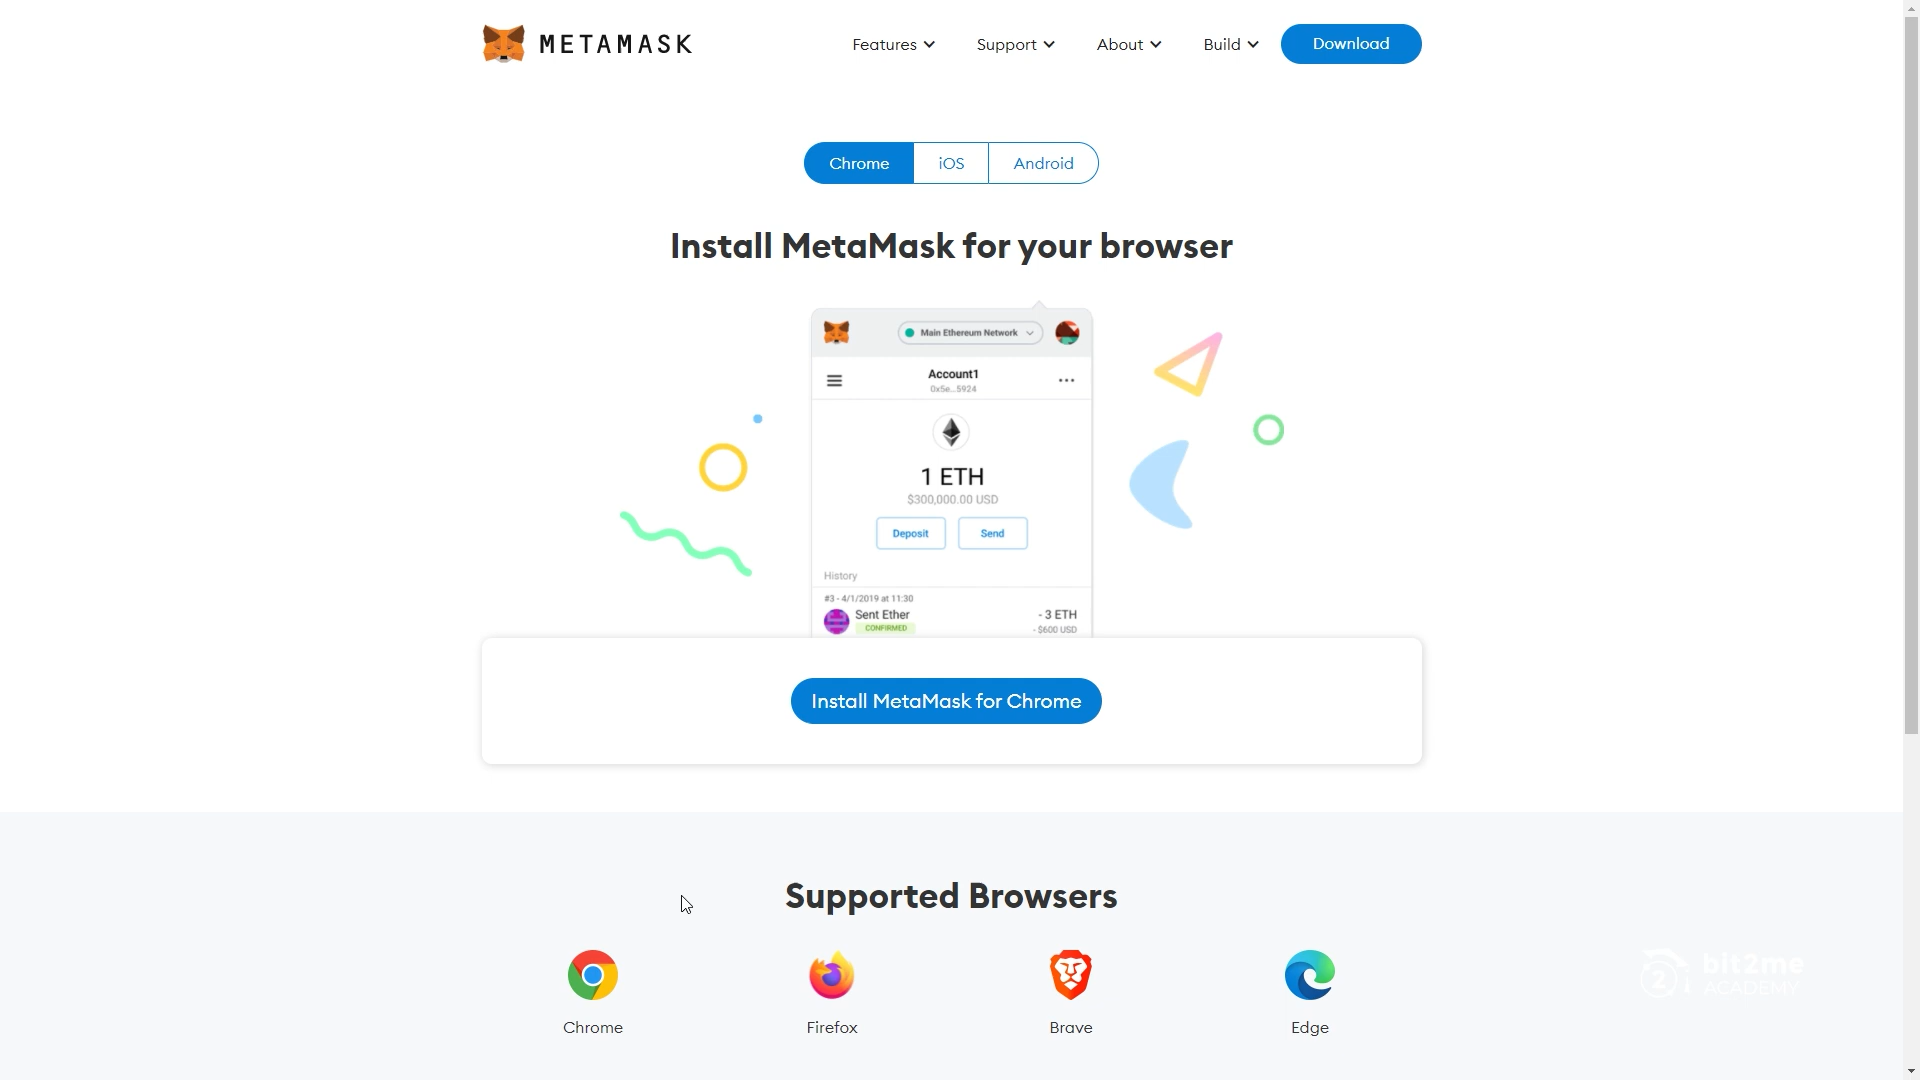 METAMASK
Features
Support
About
Build
Download
Chrome
iOS
Android
Install MetaMask for your browser
Main Ethereum Network
Account1
0x5e...5924
1 ETH
$300,000.00 USD
Deposit
Send
History
#3 - 4/1/2019 at 11:30
Sent Ether
- 3 ETH
CONFIRMED
- $600 USD
Install MetaMask for Chrome
Supported Browsers
Chrome
Firefox
Brave
Edge
2 bit2me
ACADEMY